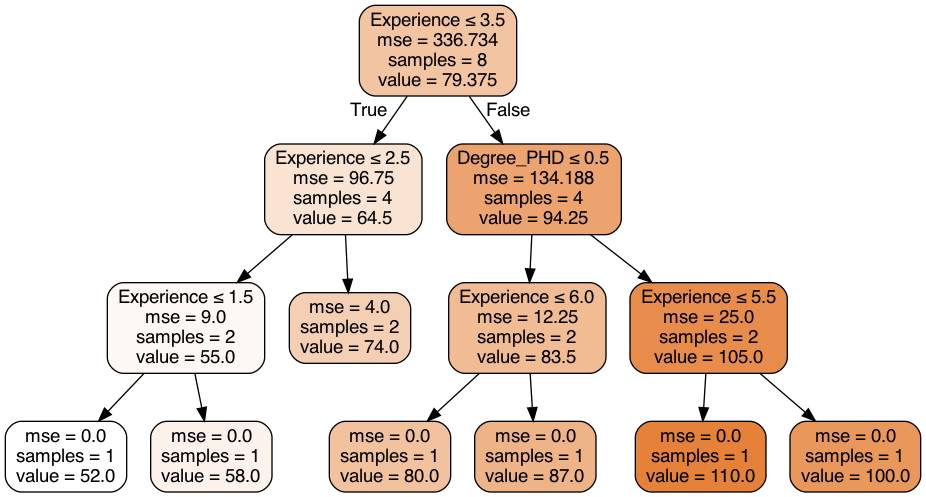 Experience ≤ 3.5
mse = 336.734
samples = 8
value = 79.375
True
False
Experience ≤ 2.5
mse = 96.75
samples = 4
value = 64.5
Degree_PHD ≤ 0.5
mse = 134.188
samples = 4
value = 94.25
Experience ≤ 1.5
mse = 9.0
samples = 2
value = 55.0
mse = 4.0
samples = 2
value = 74.0
Experience ≤ 6.0
mse = 12.25
samples = 2
value = 83.5
Experience ≤ 5.5
mse = 25.0
samples = 2
value = 105.0
mse = 0.0
samples = 1
value = 52.0
mse = 0.0
samples = 1
value = 58.0
mse = 0.0
samples = 1
value = 80.0
mse = 0.0
samples = 1
value = 87.0
mse = 0.0
samples = 1
value = 110.0
mse = 0.0
samples = 1
value = 100.0